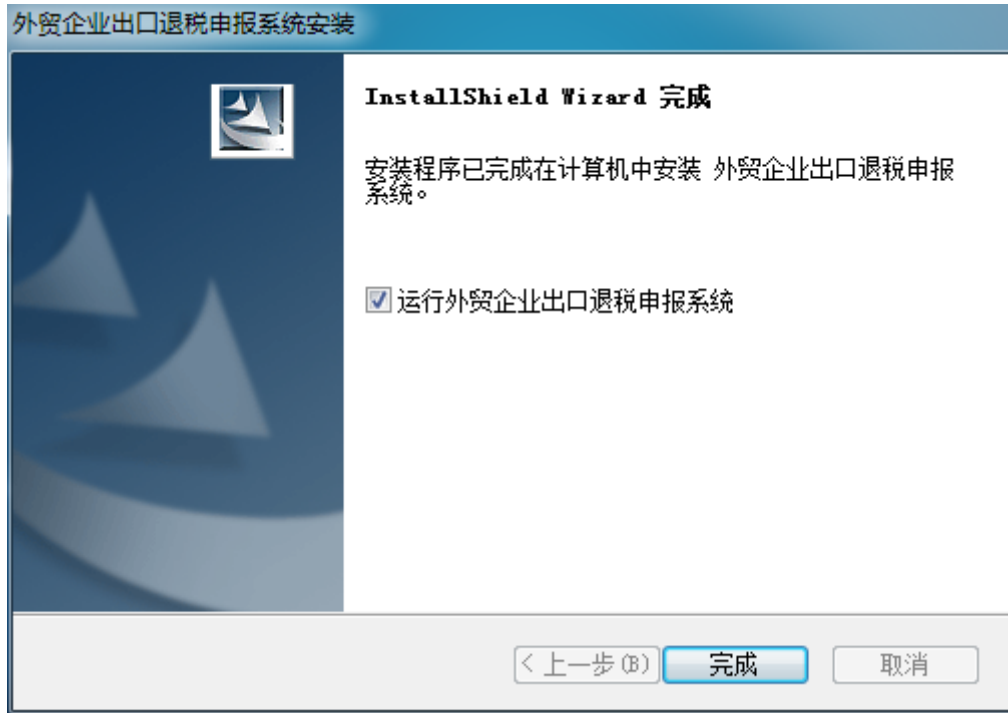 外贸企业出口退税申报系统安装
InstallShield Wizard 完成
安装程序已完成在计算机中安装 外贸企业出口退税申报
系统。
运行外贸企业出口退税申报系统
< 上一步(B)
完成
取消